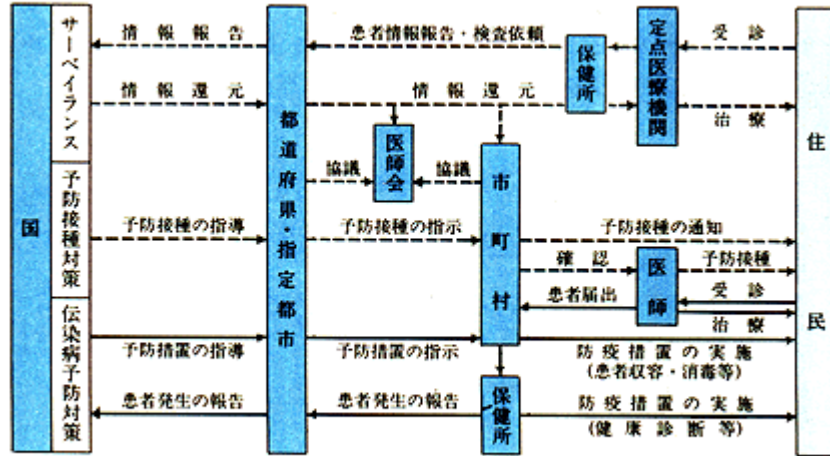 国
サーベイランス
予防接種対策
伝染病予防対策
情報報告
情報還元
予防接種の指導
予防措置の指導
患者発生の報告
都道府県・指定都市
患者情報報告・検査依頼
情報還元
医師会
協議
協議
予防接種の指示
予防措置の指示
患者発生の報告
市町村
保健所
保健所
定点医療機関
受診
治療
予防接種の通知
確認
医師
予防接種
患者届出
受診
治療
防疫措置の実施
(患者収容・消毒等)
防疫措置の実施
(健康診断等)
住民